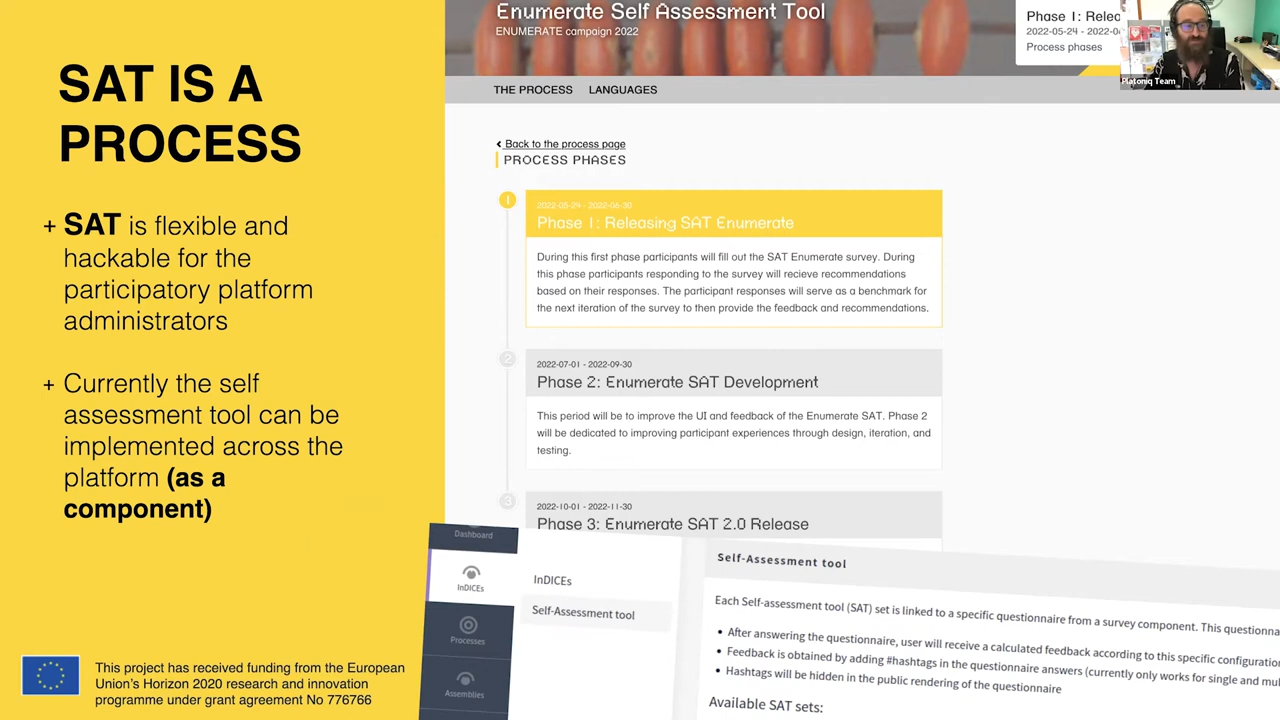 SAT IS A
PROCESS
+ SAT is flexible and
hackable for the
participatory platform
administrators
+ Currently the self
assessment tool can be
implemented across the
platform (as a
component)
This project has received funding from the European
Union's Horizon 2020 research and innovation
programme under grant agreement No 776766
Enumerate Self Assessment Tool
ENUMERATE campaign 2022
Phase 1:
2022-05-24 -
Process phases
Platoniq Team
THE PROCESS LANGUAGES
Back to the process page
PROCESS PHASES
1
2022-05-24 - 2022-06-30
Phase 1: Releasing SAT Enumerate
During this first phase participants will fill out the SAT Enumerate survey. During
this phase participants responding to the survey will recieve recommendations
based on their responses. The participant responses will serve as a benchmark for
the next iteration of the survey to then provide the feedback and recommendations.
2
2022-07-01 - 2022-09-30
Phase 2: Enumerate SAT Development
This period will be to improve the UI and feedback of the Enumerate SAT. Phase 2
will be dedicated to improving participant experiences through design, iteration, and
testing.
3
2022-10-01 - 2022-11-30
Phase 3: Enumerate SAT 2.0 Release
Dashboard
InDICEs
Processes
Assemblies
InDICEs
Self-Assessment tool
Self-Assessment tool
Each Self-assessment tool (SAT) set is linked to a specific questionnaire from a survey component. This
• After answering the questionnaire, user will receive a calculated feedback according to this specific
• Feedback is obtained by adding #hashtags in the questionnaire answers (currently only works for single and
• Hashtags will be hidden in the public rendering of the questionnaire
Available SAT sets: